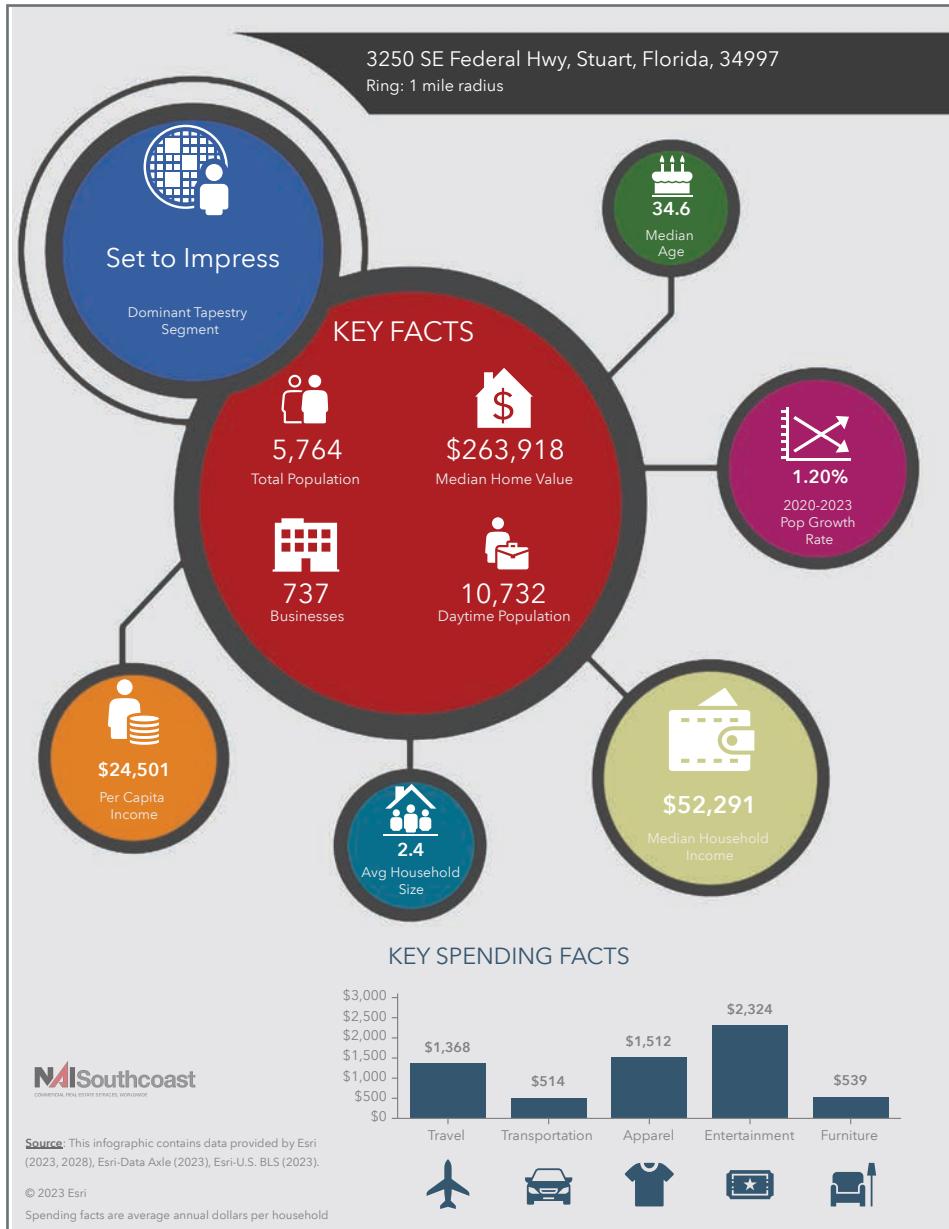 3250 SE Federal Hwy, Stuart, Florida, 34997
Ring: 1 mile radius
Set to Impress
Dominant Tapestry
Segment
34.6
Median
Age
KEY FACTS
5,764
Total Population
$263,918
Median Home Value
737
Businesses
10,732
Daytime Population
1.20%
2020-2023
Pop Growth
Rate
$24,501
Per Capita
Income
2.4
Avg Household
Size
$52,291
Median Household
Income
KEY SPENDING FACTS
$3,000
$2,500
$2,000
$1,500
$1,000
$500
$0
$1,368
$514
$1,512
$2,324
$539
Travel
Transportation
Apparel
Entertainment
Furniture
NAISouthcoast
COMMERCIAL REAL ESTATE SERVICES, WORLDWIDE
Source: This infographic contains data provided by Esri
(2023, 2028), Esri-Data Axle (2023), Esri-U.S. BLS (2023).
© 2023 Esri
Spending facts are average annual dollars per household